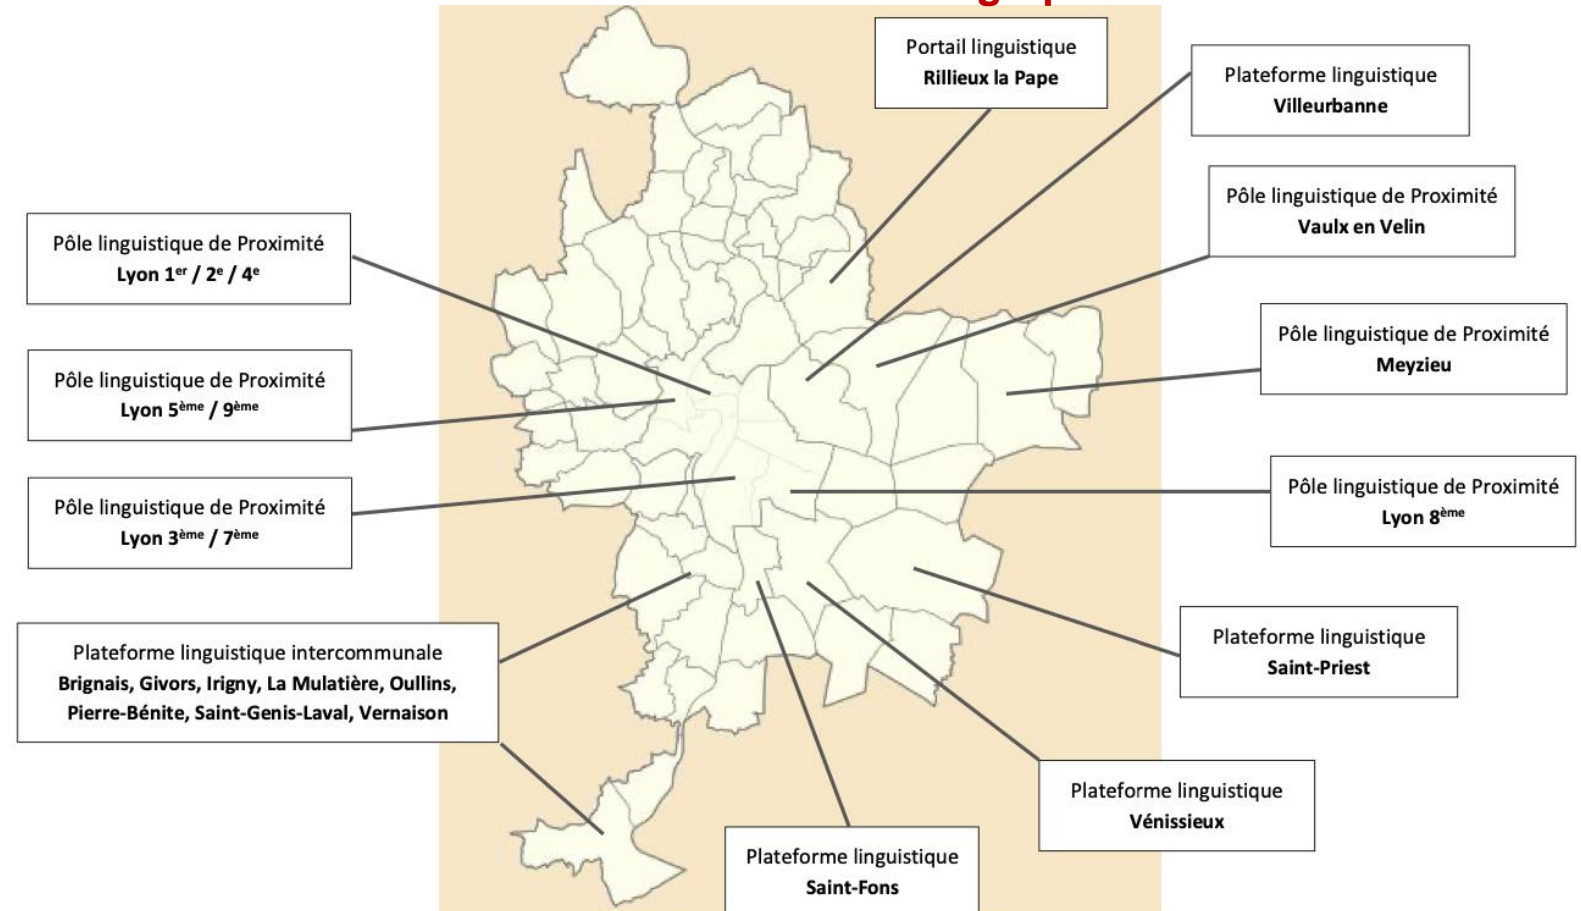 Portail linguistique
Rillieux la Pape
Plateforme linguistique
Villeurbanne
Pôle linguistique de Proximité
Vaulx en Velin
Pôle linguistique de Proximité
Lyon 1er / 2e / 4e
Pôle linguistique de Proximité
Meyzieu
Pôle linguistique de Proximité
Lyon 5ème / 9ème
Pôle linguistique de Proximité
Lyon 8ème
Pôle linguistique de Proximité
Lyon 3ème / 7ème
Plateforme linguistique
Saint-Priest
Plateforme linguistique intercommunale
Brignais, Givors, Irigny, La Mulatière, Oullins,
Pierre-Bénite, Saint-Genis-Laval, Vernaison
Plateforme linguistique
Vénissieux
Plateforme linguistique
Saint-Fons